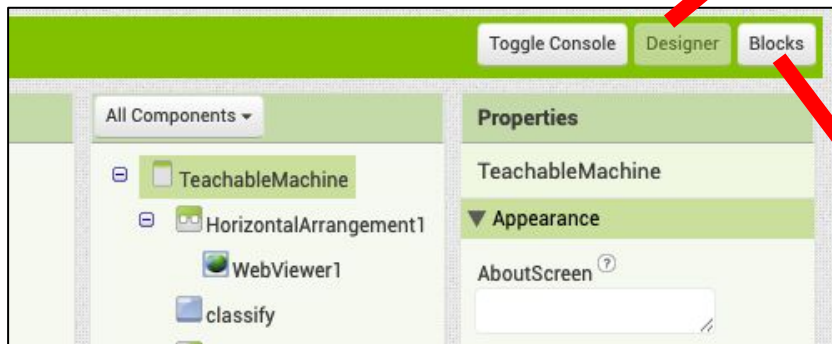 Toggle Console Designer Blocks
All Components Properties
TeachableMachine TeachableMachine
HorizontalArrangement1 Appearance
WebViewer1 AboutScreen ?
classify